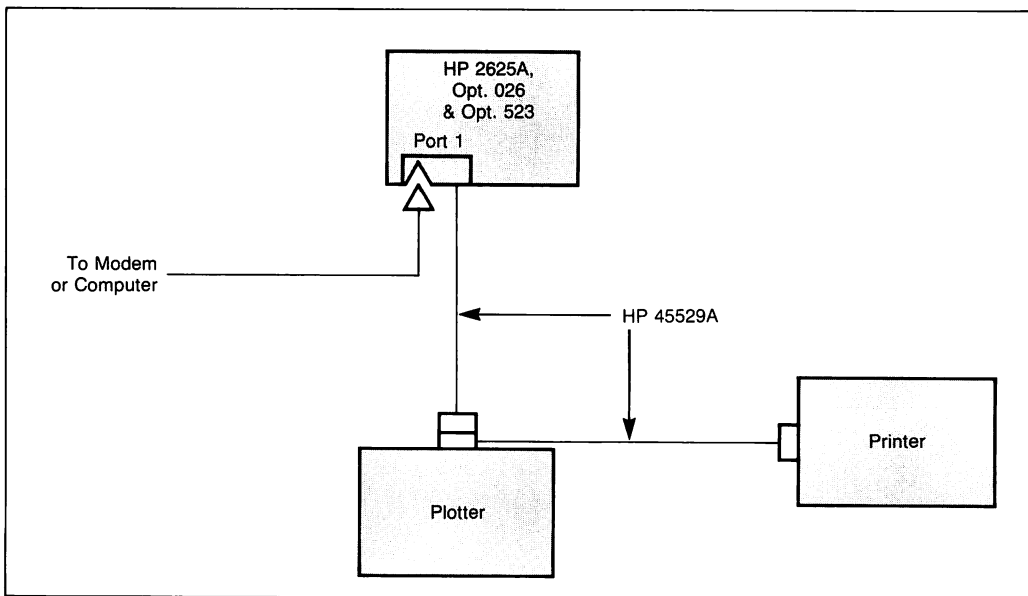 HP 2625A,
Opt. 026
& Opt. 523
Port 1
To Modem
or Computer
HP 45529A
Printer
Plotter